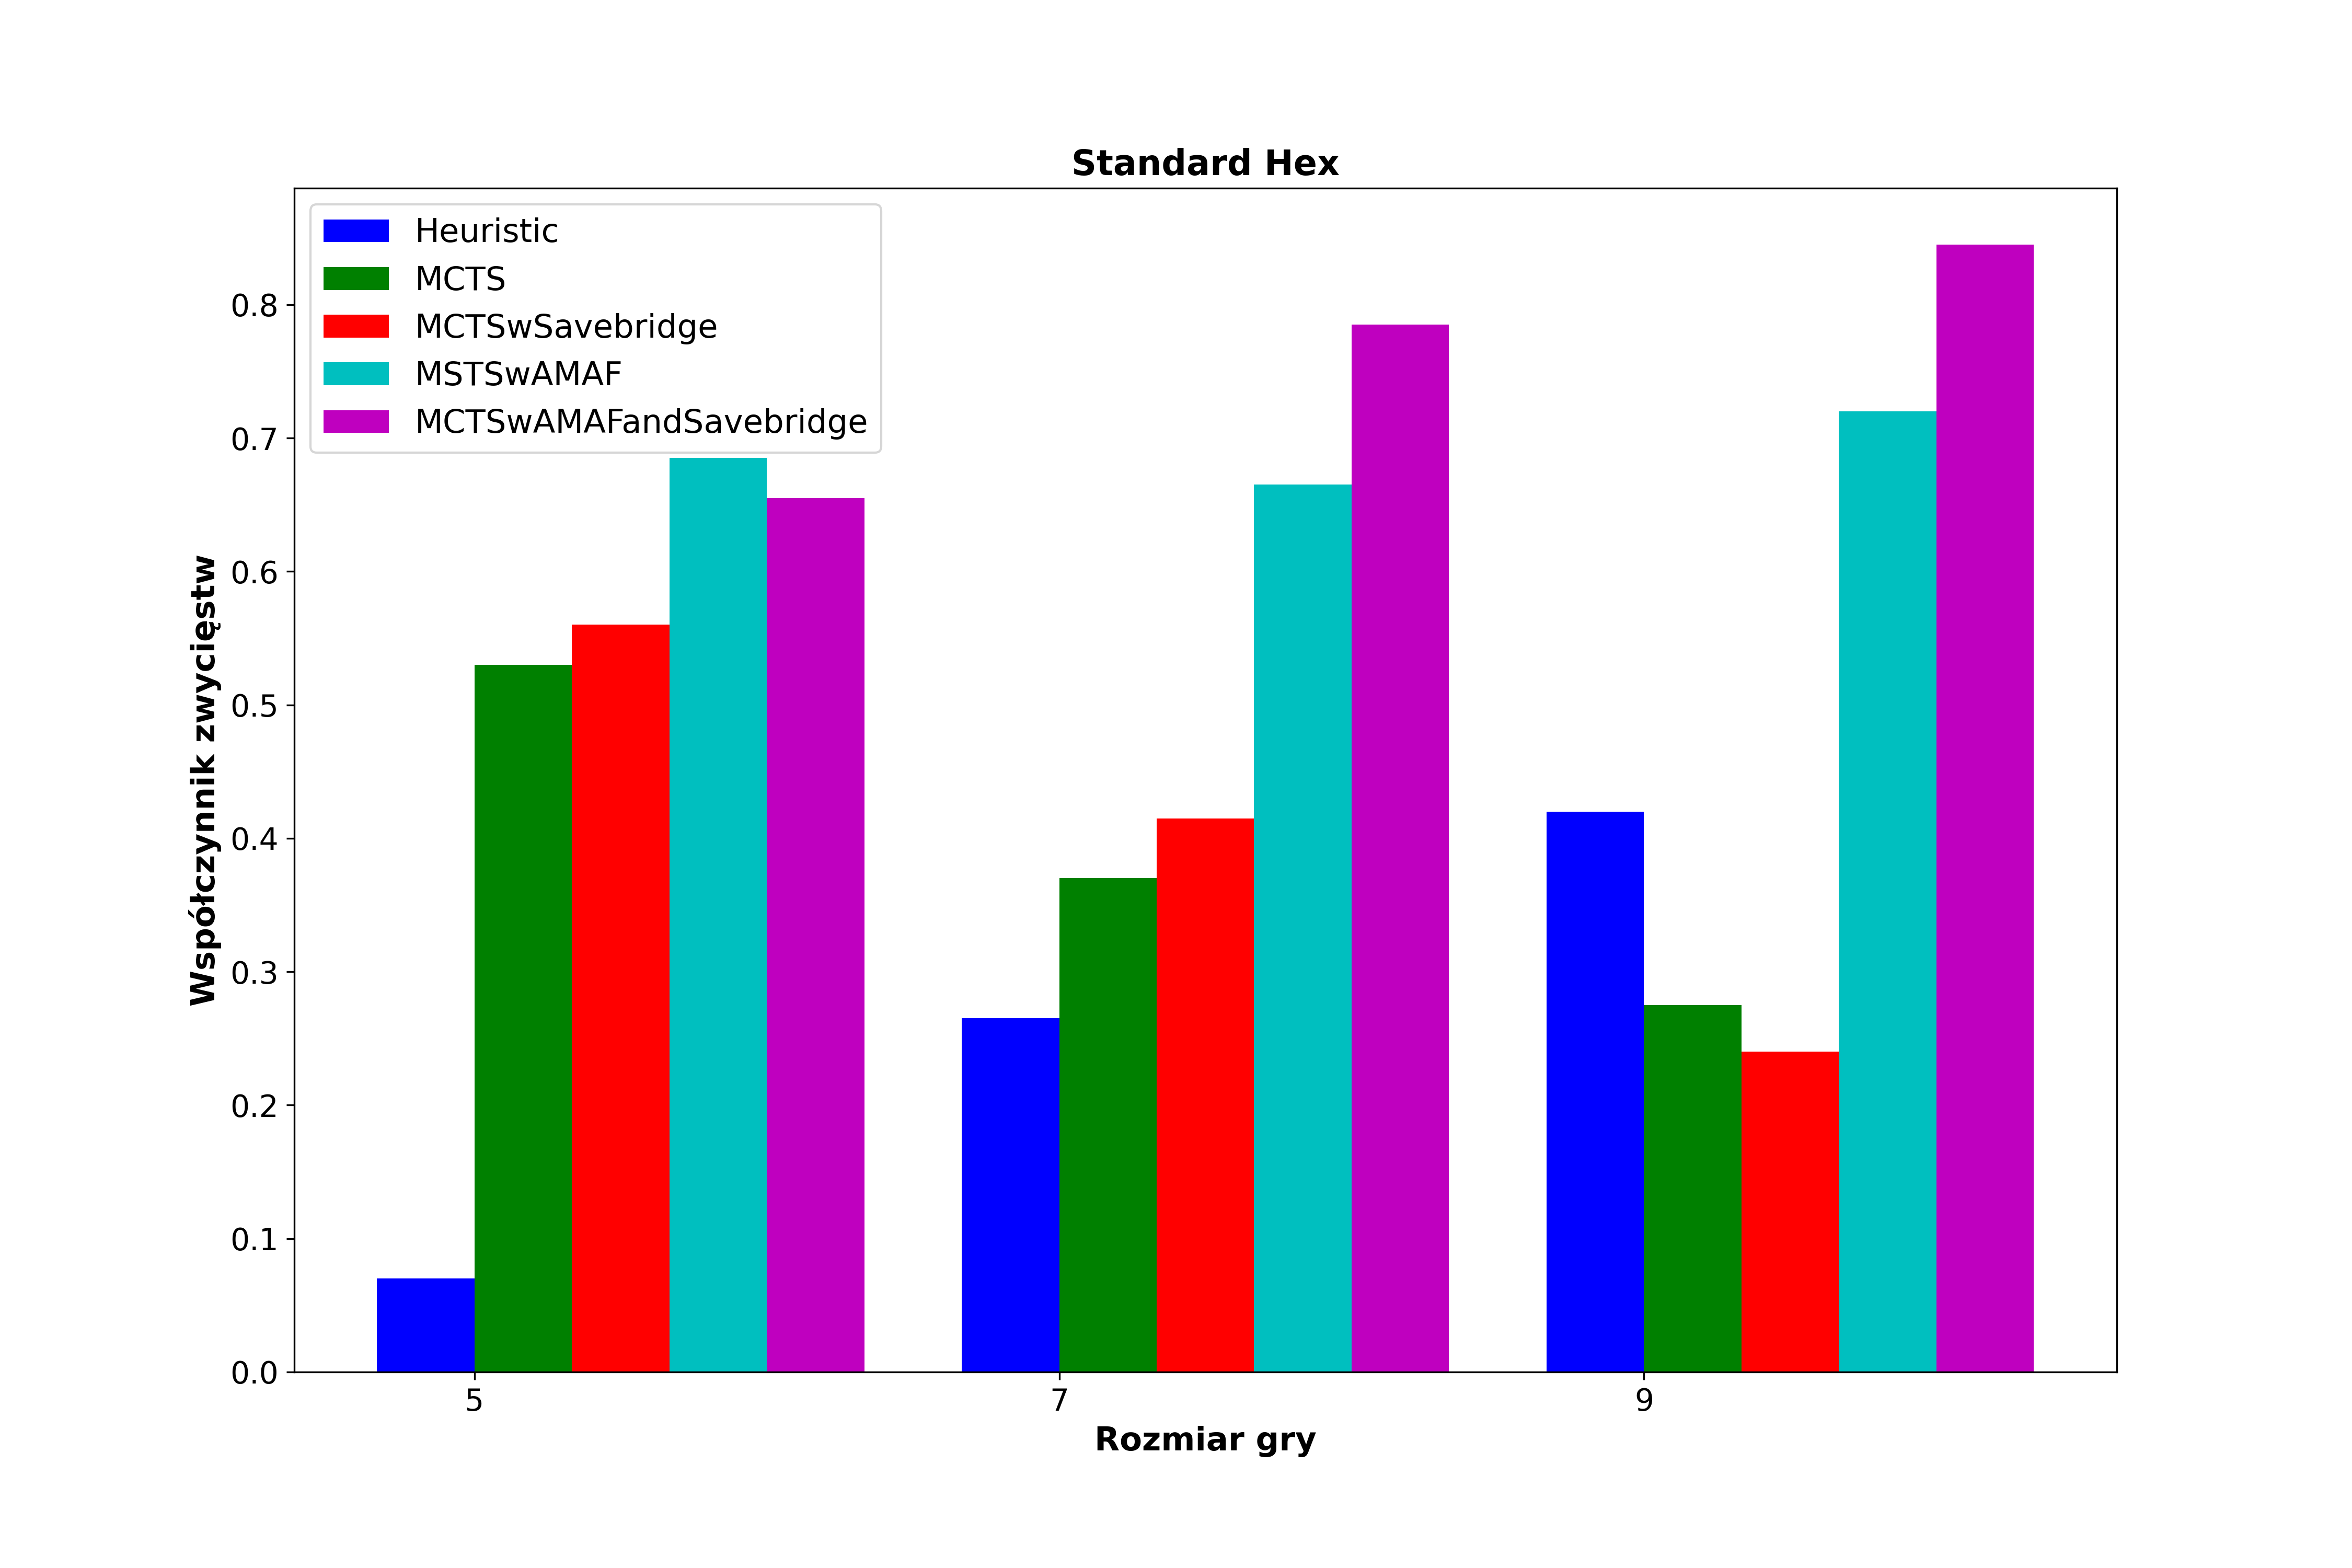 Standard Hex
Heuristic
MCTS
MCTSwSavebridge
MSTSwAMAF
MCTSwAMAFandSavebridge
0.8
0.7
0.6
0.5
0.4
0.3
0.2
0.1
0.0
Współczynnik zwycięstw
5 7 9
Rozmiar gry